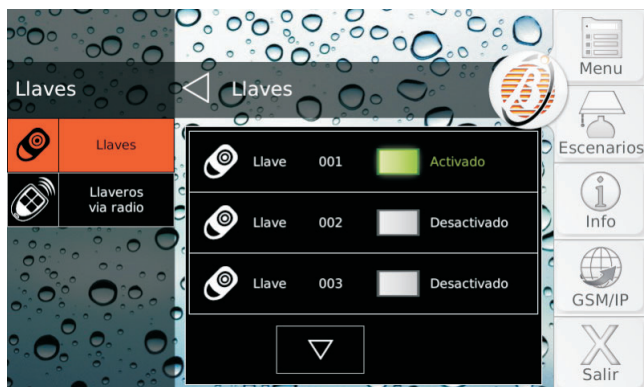 Llaves
Llaves
Menu
Llaves
Llave 001 Activado
Escenarios
Llaveros
via radio
Llave 002 Desactivado
Info
Llave 003 Desactivado
GSM/IP
Salir